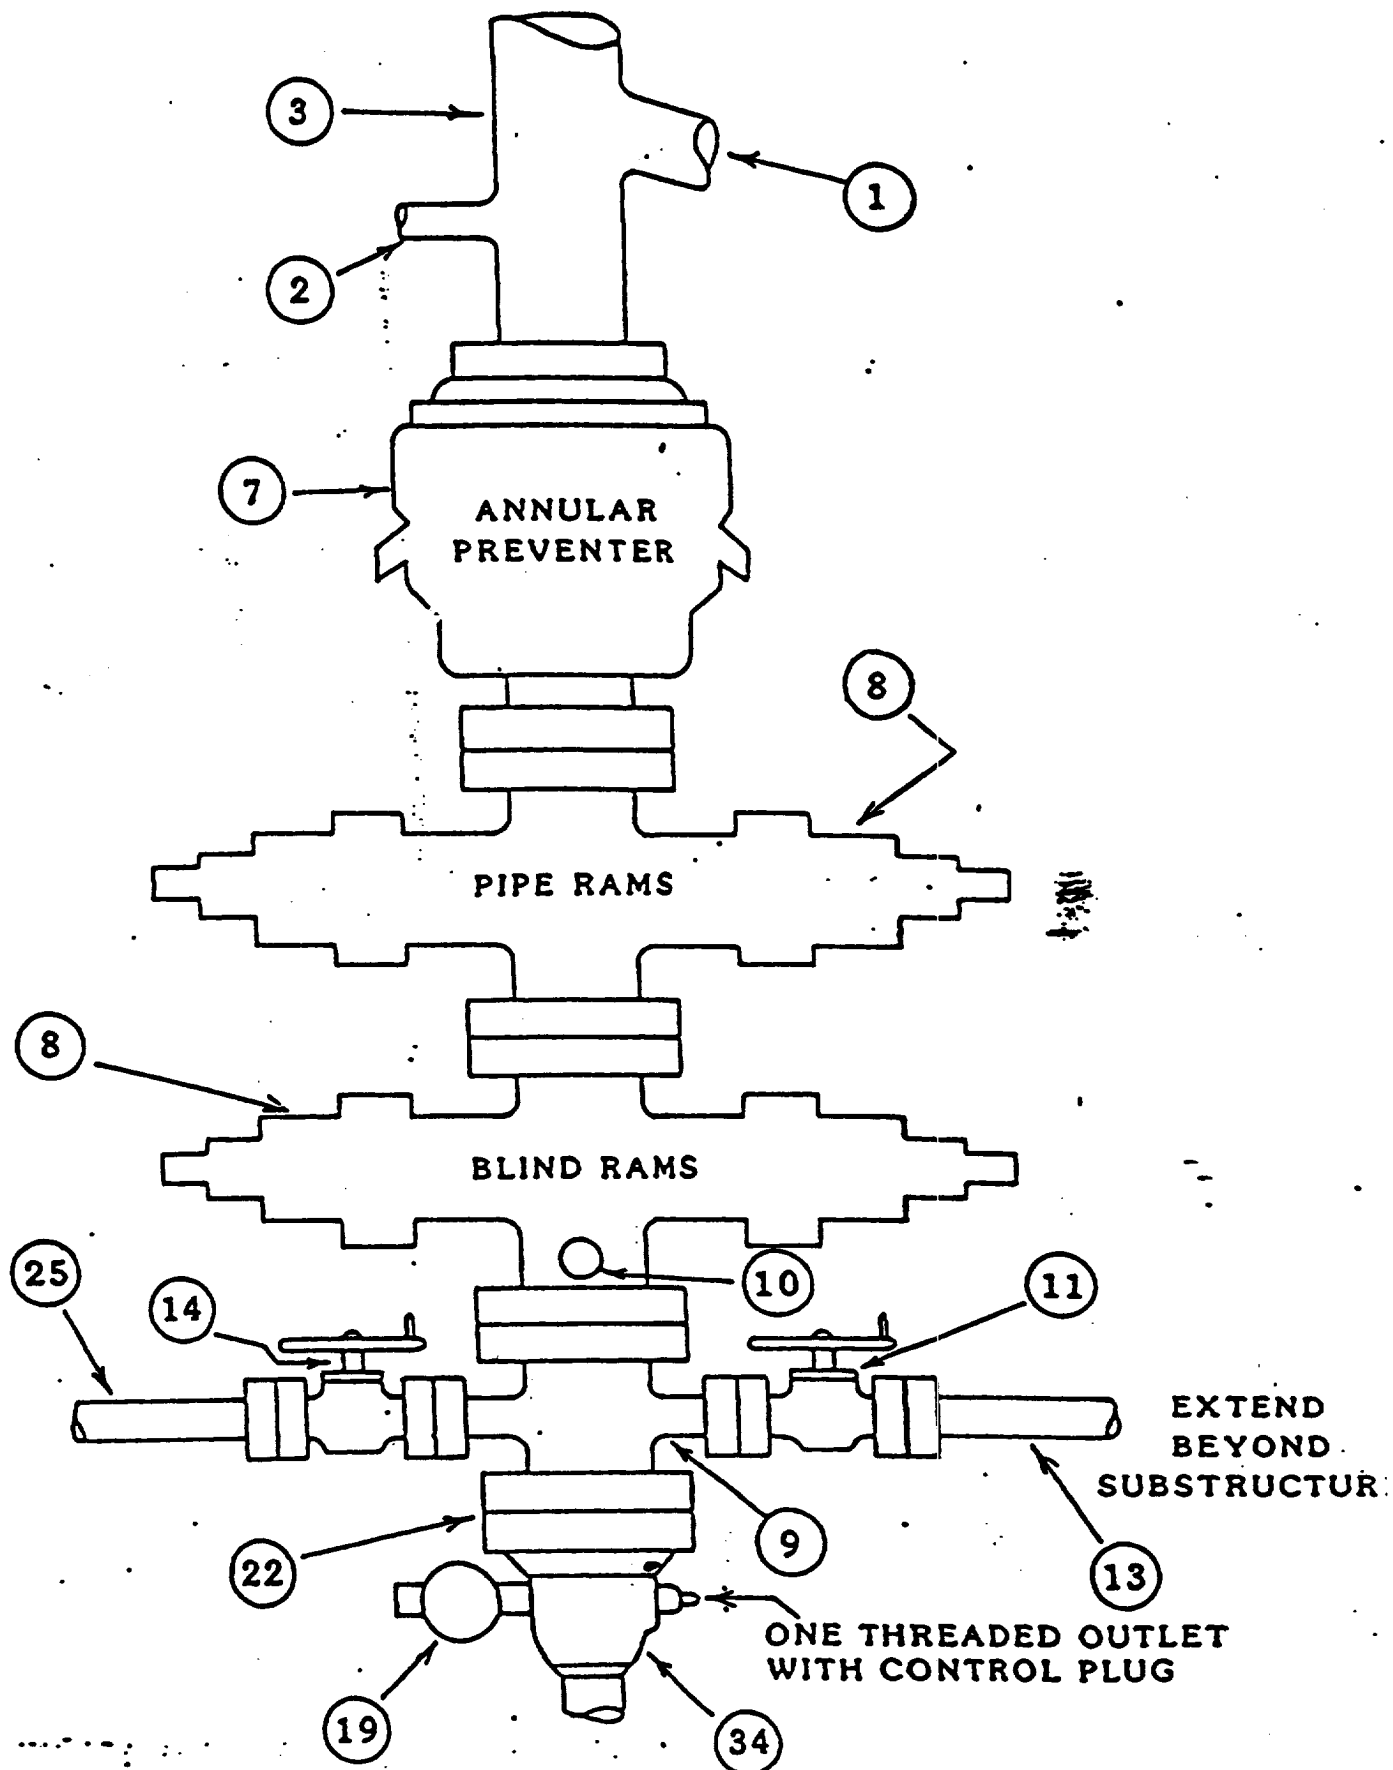 3
1
2
7
ANNULAR
PREVENTER
8
PIPE RAMS
8
BLIND RAMS
25
14
10
11
EXTEND
BEYOND
SUBSTRUCTUR
22
9
13
ONE THREADED OUTLET
WITH CONTROL PLUG
19
34